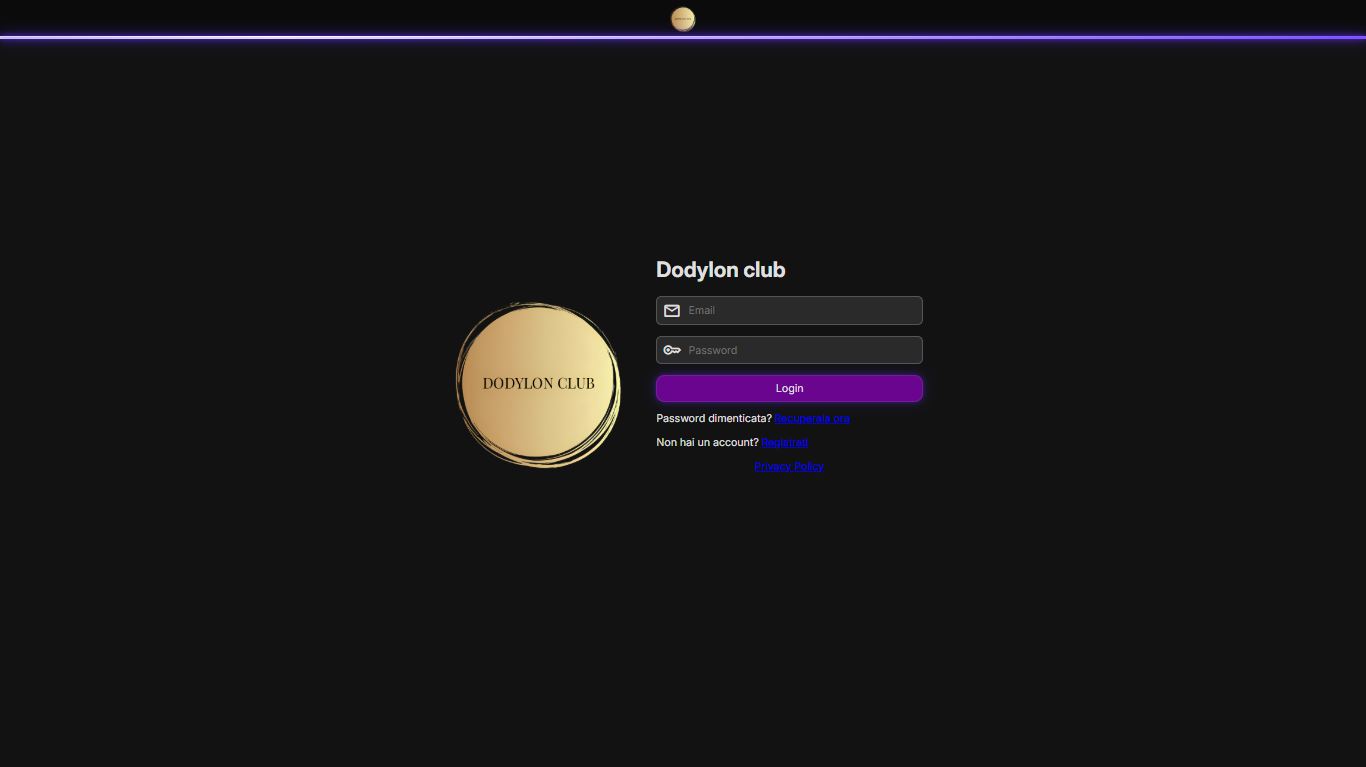 DODYLON CLUB
Dodylon club
Email
Password
Login
Password dimenticata? Recuperala ora
Non hai un account? Registrati
Privacy Policy